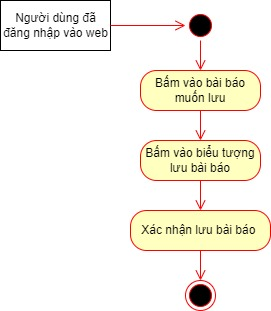 Người dùng đã
đăng nhập vào web
Bấm vào bài báo
muốn lưu
Bấm vào biểu tượng
lưu bài báo
Xác nhận lưu bài báo